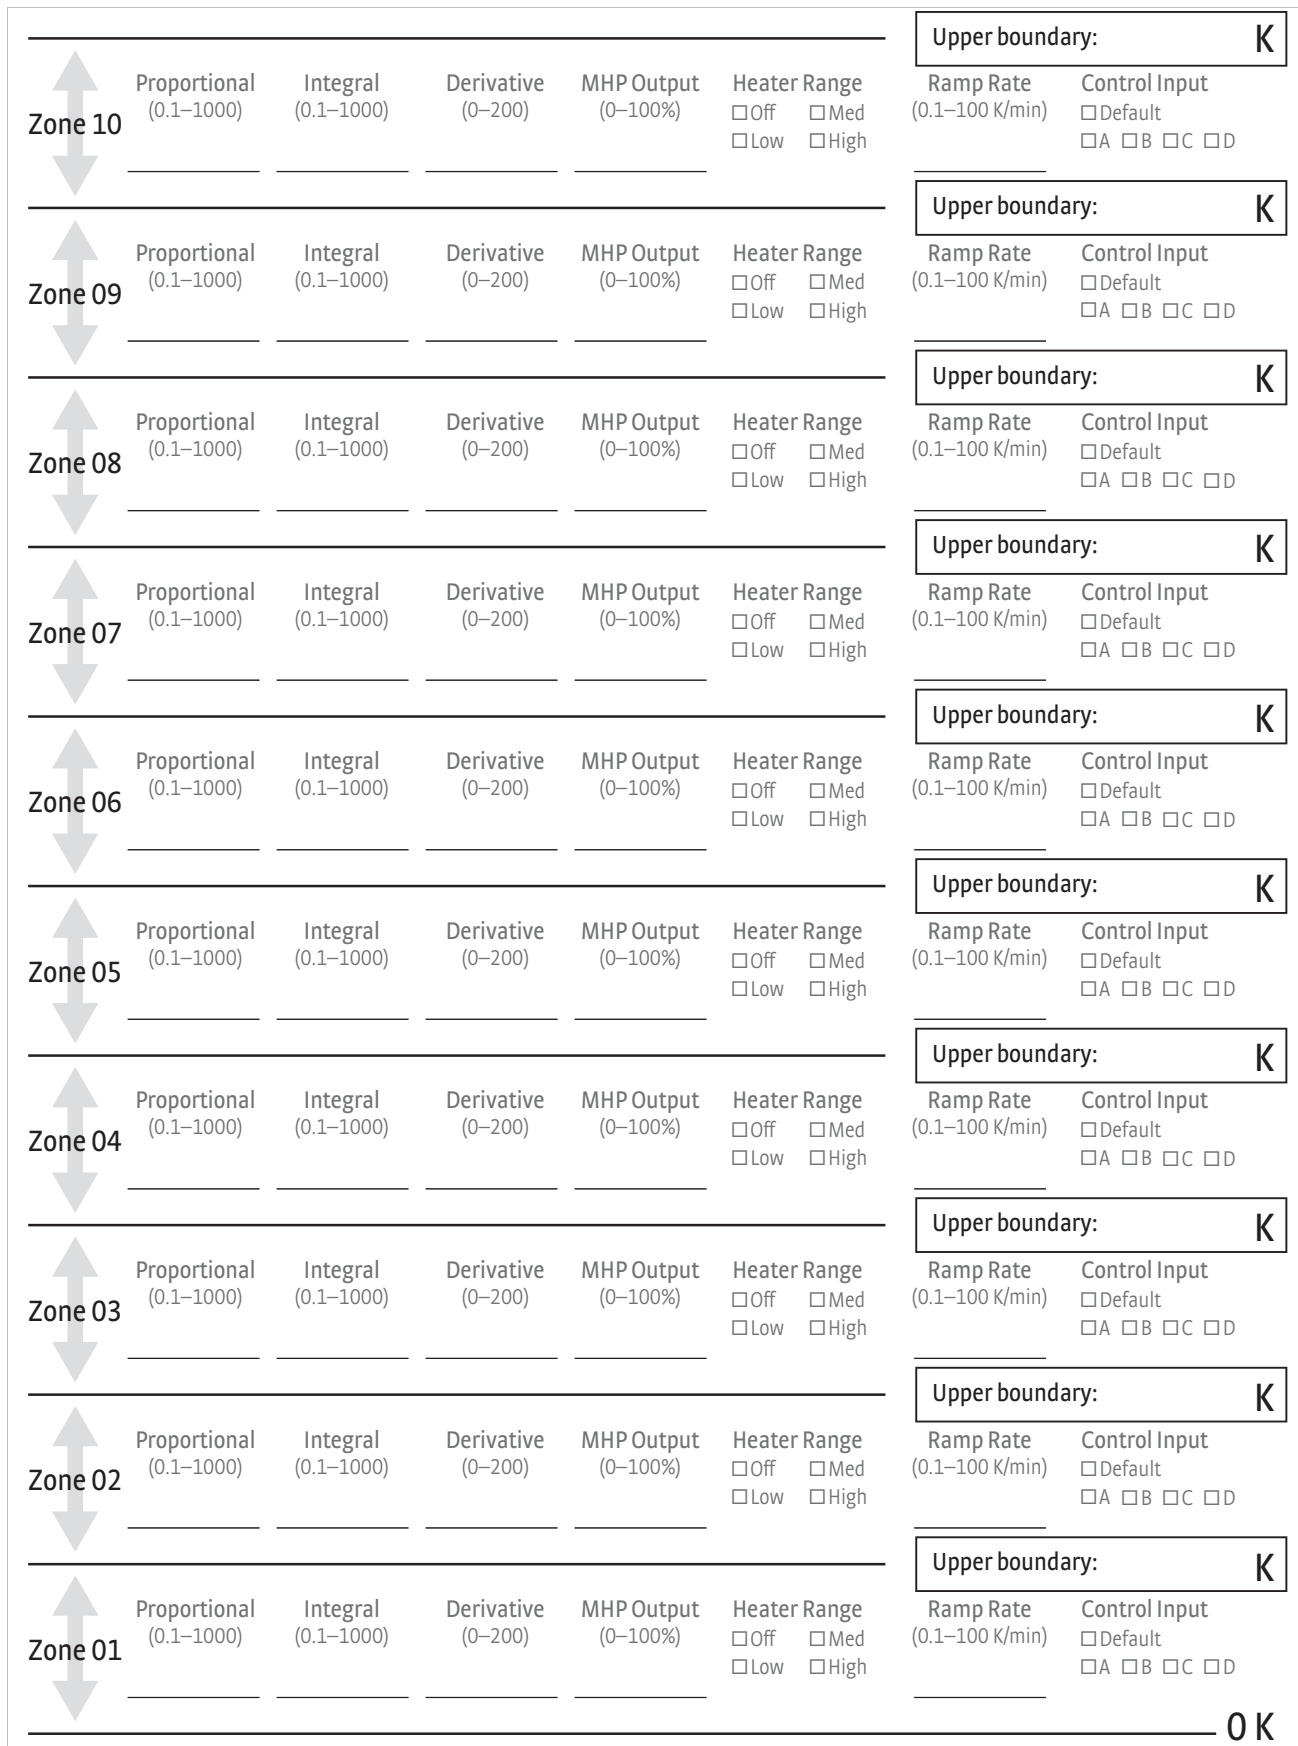 Upper boundary: K
Proportional Integral Derivative MHP Output Heater Range Ramp Rate Control Input
(0.1–1000) (0.1–1000) (0–200) (0–100%) ☐Off ☐Med (0.1–100 K/min) ☐Default
Zone 10 ☐Low ☐High ☐A ☐B ☐C ☐D
Upper boundary: K
Proportional Integral Derivative MHP Output Heater Range Ramp Rate Control Input
(0.1–1000) (0.1–1000) (0–200) (0–100%) ☐Off ☐Med (0.1–100 K/min) ☐Default
Zone 09 ☐Low ☐High ☐A ☐B ☐C ☐D
Upper boundary: K
Proportional Integral Derivative MHP Output Heater Range Ramp Rate Control Input
(0.1–1000) (0.1–1000) (0–200) (0–100%) ☐Off ☐Med (0.1–100 K/min) ☐Default
Zone 08 ☐Low ☐High ☐A ☐B ☐C ☐D
Upper boundary: K
Proportional Integral Derivative MHP Output Heater Range Ramp Rate Control Input
(0.1–1000) (0.1–1000) (0–200) (0–100%) ☐Off ☐Med (0.1–100 K/min) ☐Default
Zone 07 ☐Low ☐High ☐A ☐B ☐C ☐D
Upper boundary: K
Proportional Integral Derivative MHP Output Heater Range Ramp Rate Control Input
(0.1–1000) (0.1–1000) (0–200) (0–100%) ☐Off ☐Med (0.1–100 K/min) ☐Default
Zone 06 ☐Low ☐High ☐A ☐B ☐C ☐D
Upper boundary: K
Proportional Integral Derivative MHP Output Heater Range Ramp Rate Control Input
(0.1–1000) (0.1–1000) (0–200) (0–100%) ☐Off ☐Med (0.1–100 K/min) ☐Default
Zone 05 ☐Low ☐High ☐A ☐B ☐C ☐D
Upper boundary: K
Proportional Integral Derivative MHP Output Heater Range Ramp Rate Control Input
(0.1–1000) (0.1–1000) (0–200) (0–100%) ☐Off ☐Med (0.1–100 K/min) ☐Default
Zone 04 ☐Low ☐High ☐A ☐B ☐C ☐D
Upper boundary: K
Proportional Integral Derivative MHP Output Heater Range Ramp Rate Control Input
(0.1–1000) (0.1–1000) (0–200) (0–100%) ☐Off ☐Med (0.1–100 K/min) ☐Default
Zone 03 ☐Low ☐High ☐A ☐B ☐C ☐D
Upper boundary: K
Proportional Integral Derivative MHP Output Heater Range Ramp Rate Control Input
(0.1–1000) (0.1–1000) (0–200) (0–100%) ☐Off ☐Med (0.1–100 K/min) ☐Default
Zone 02 ☐Low ☐High ☐A ☐B ☐C ☐D
Upper boundary: K
Proportional Integral Derivative MHP Output Heater Range Ramp Rate Control Input
(0.1–1000) (0.1–1000) (0–200) (0–100%) ☐Off ☐Med (0.1–100 K/min) ☐Default
Zone 01 ☐Low ☐High ☐A ☐B ☐C ☐D
0 K